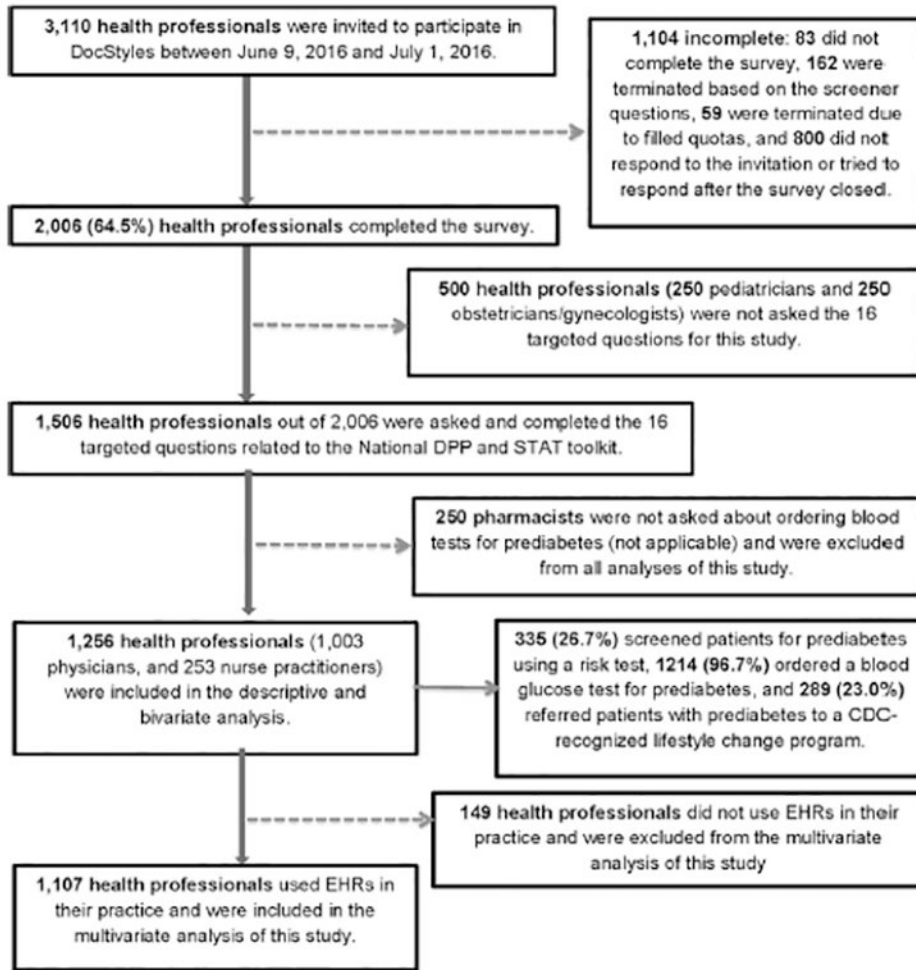 3,110 health professionals were invited to participate in
DocStyles between June 9, 2016 and July 1, 2016.
1,104 incomplete: 83 did not
complete the survey, 162 were
terminated based on the screener
questions, 59 were terminated due
to filled quotas, and 800 did not
respond to the invitation or tried to
respond after the survey closed.
2,006 (64.5%) health professionals completed the survey.
500 health professionals (250 pediatricians and 250
obstetricians/gynecologists) were not asked the 16
targeted questions for this study.
1,506 health professionals out of 2,006 were asked and completed the 16
targeted questions related to the National DPP and STAT toolkit.
250 pharmacists were not asked about ordering blood
tests for prediabetes (not applicable) and were excluded
from all analyses of this study.
1,256 health professionals (1,003
physicians, and 253 nurse practitioners)
were included in the descriptive and
bivariate analysis.
335 (26.7%) screened patients for prediabetes
using a risk test, 1214 (96.7%) ordered a blood
glucose test for prediabetes, and 289 (23.0%)
referred patients with prediabetes to a CDC-
recognized lifestyle change program.
149 health professionals did not use EHRs in their
practice and were excluded from the multivariate
analysis of this study
1,107 health professionals used EHRs in
their practice and were included in the
multivariate analysis of this study.